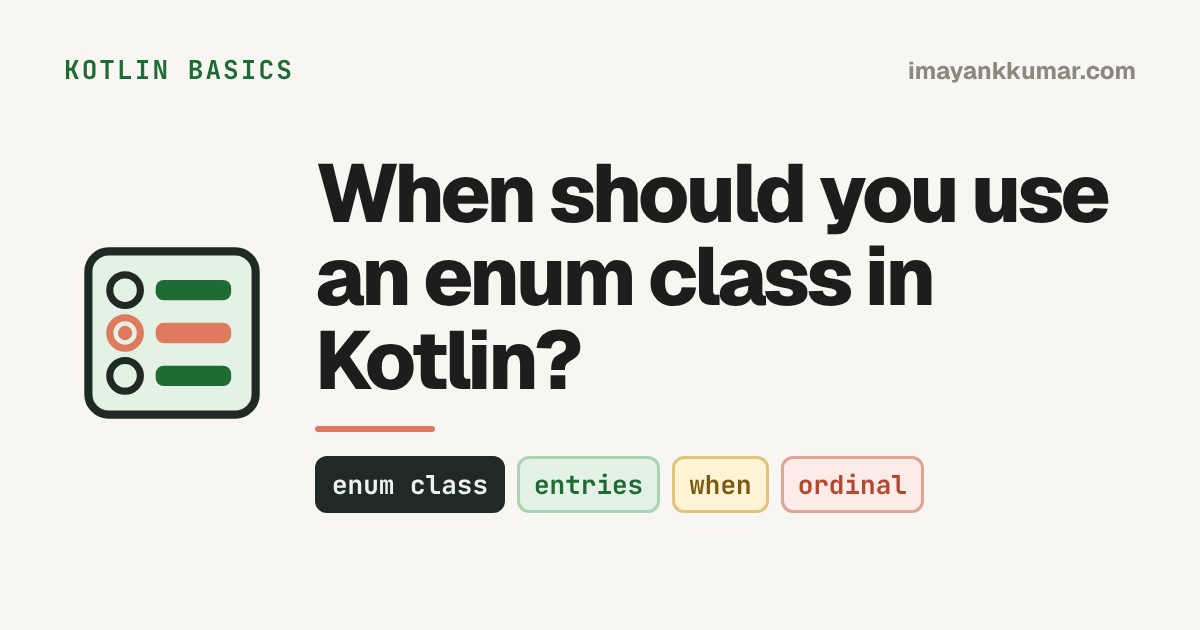 KOTLIN BASICS
imayankkumar.com
When should you use
an enum class in
Kotlin?
enum class
entries
when
ordinal